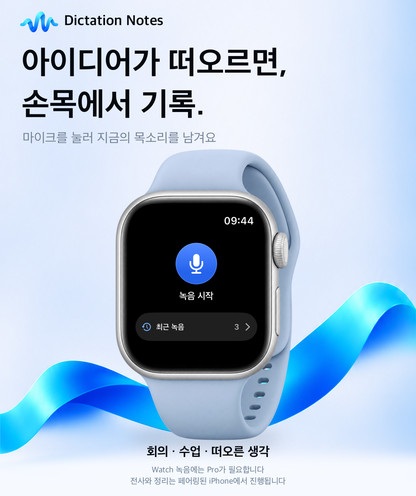 Dictation Notes
아이디어가 떠오르면,
손목에서 기록.
마이크를 눌러 지금의 목소리를 남겨요
09:44
녹음 시작
최근 녹음 3
회의 · 수업 · 떠오른 생각
Watch 녹음에는 Pro가 필요합니다
전사와 정리는 페어링된 iPhone에서 진행됩니다